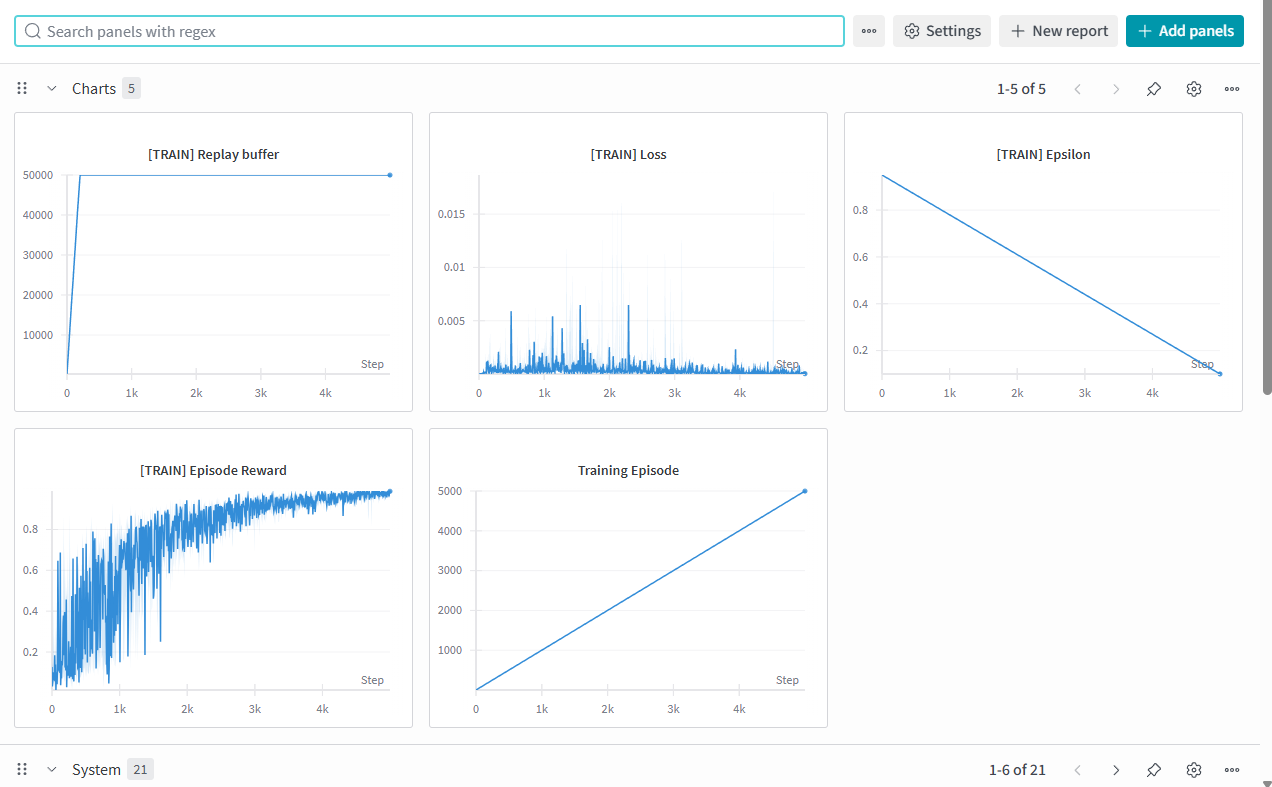 Search panels with regex
Settings
New report
Add panels
Charts 5
1-5 of 5
[TRAIN] Replay buffer
50000
40000
30000
20000
10000
Step
0 1k 2k 3k 4k
[TRAIN] Loss
0.015
0.01
0.005
Step
0 1k 2k 3k 4k
[TRAIN] Epsilon
0.8
0.6
0.4
0.2
Step
0 1k 2k 3k 4k
[TRAIN] Episode Reward
0.8
0.6
0.4
0.2
Step
0 1k 2k 3k 4k
Training Episode
5000
4000
3000
2000
1000
Step
0 1k 2k 3k 4k
System 21
1-6 of 21